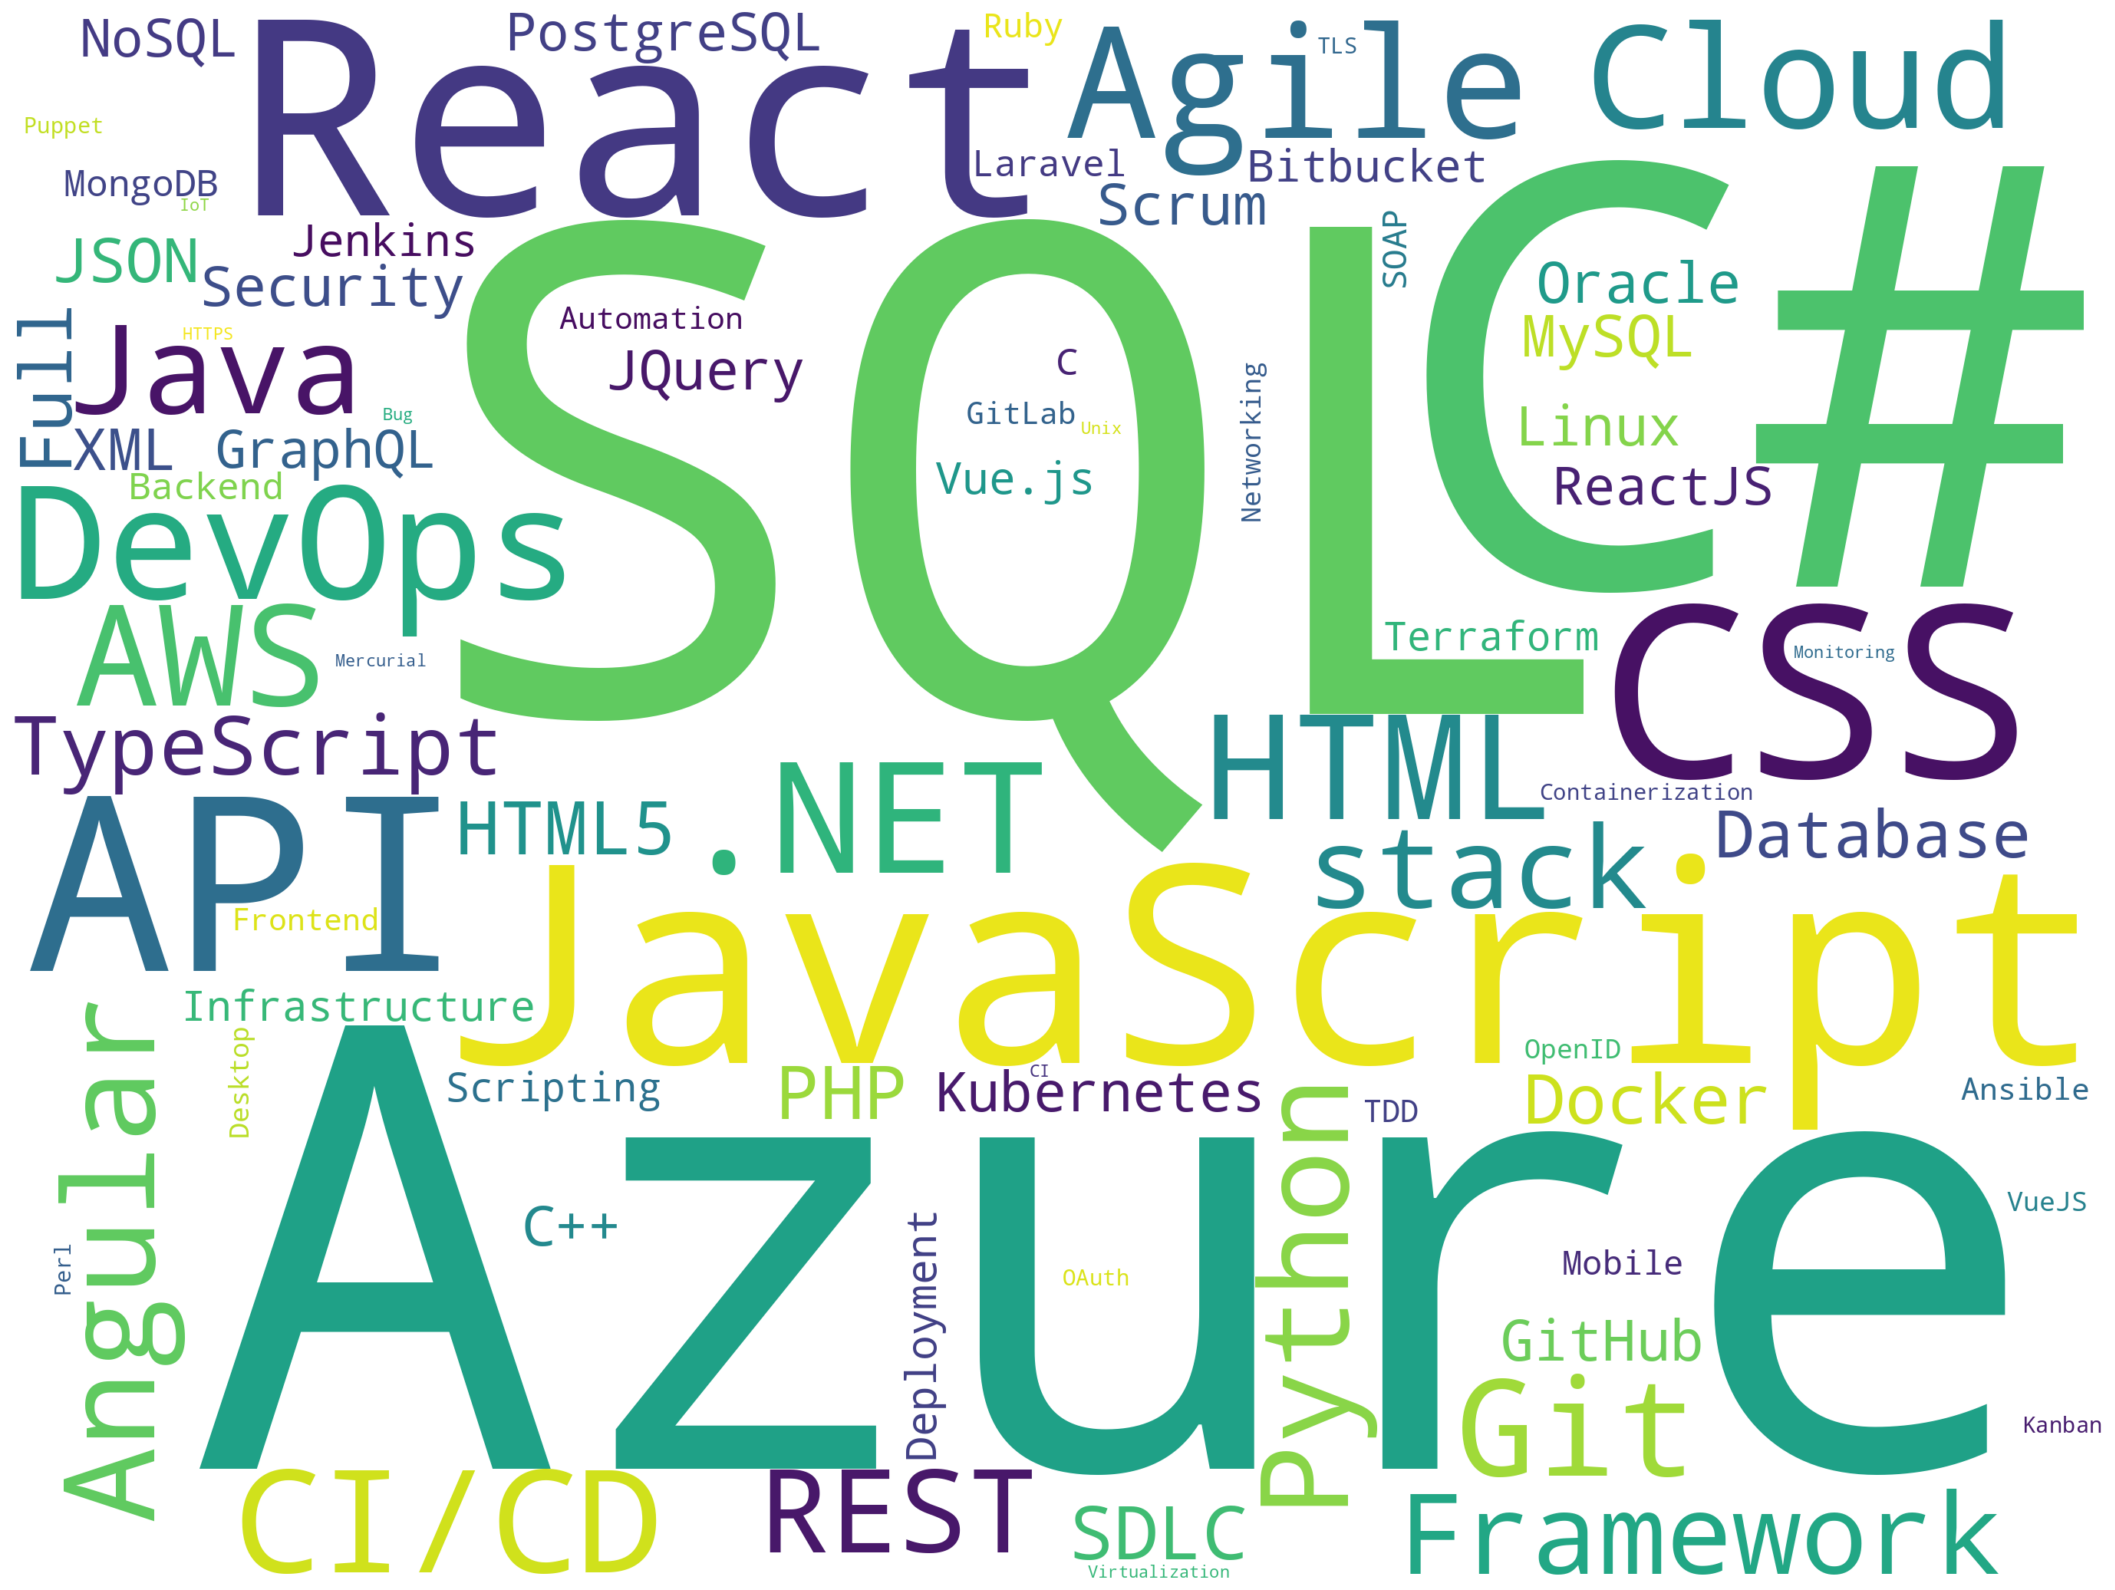 NoSQL
React
PostgreSQL
Ruby
Agile
TLS
Cloud
Puppet
MongoDB
IoT
Laravel
Bitbucket
Scrum
JSON
Jenkins
Security
SQL
C#
SOAP
Oracle
MySQL
Full
HTTPS
Java
Automation
JQuery
C
GitLab
Unix
Networking
Linux
Bug
XML
GraphQL
Vue.js
ReactJS
Backend
DevOps
AWS
Mercurial
Terraform
CSS
Monitoring
TypeScript
HTML
Containerization
API
HTML5
.NET
stack
Database
Frontend
JavaScript
Infrastructure
Angular
Desktop
Azure
Scripting
PHP
CI
Kubernetes
Python
TDD
OpenID
Docker
Ansible
C++
Perl
Deployment
OAuth
Mobile
VueJS
GitHub
Git
Kanban
CI/CD
REST
SDLC
Virtualization
Framework